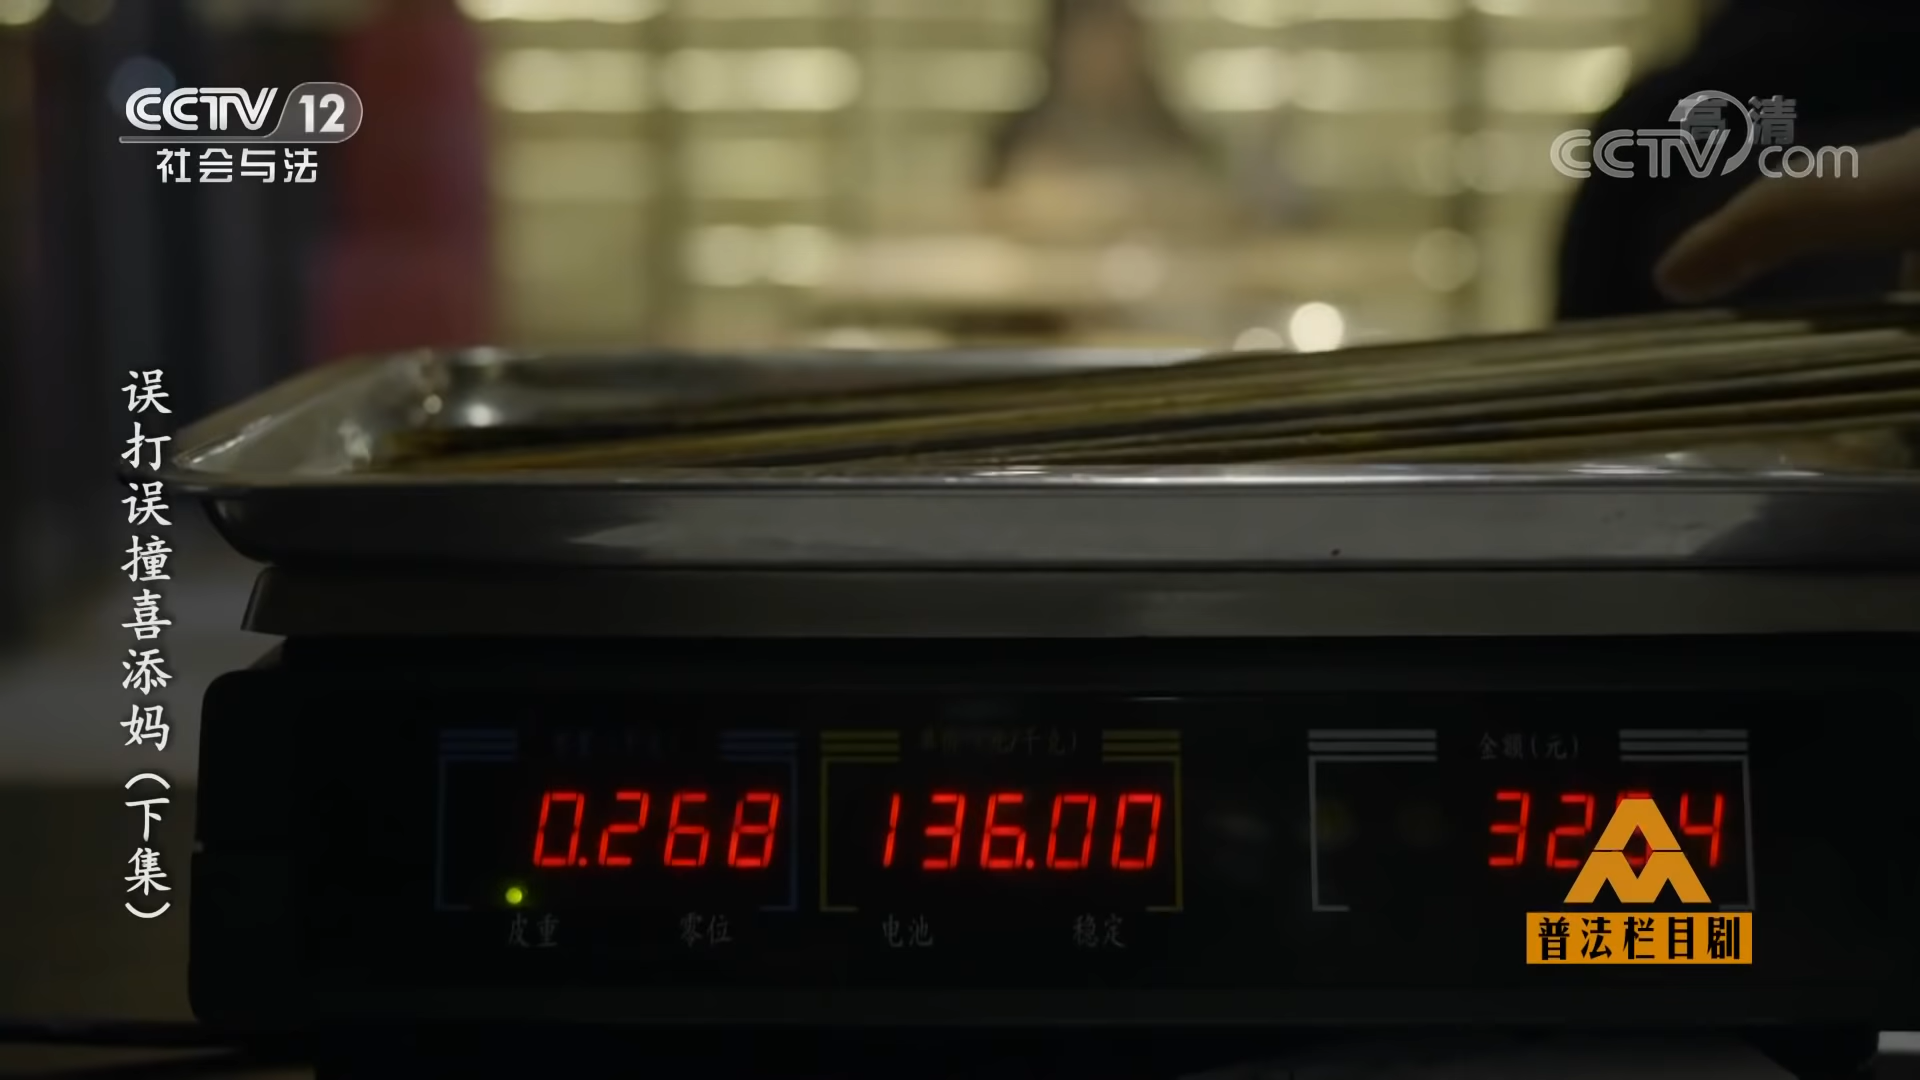 CCTV 12
社会与法
高清
CCTV.com
误打误撞喜添妈（下集）
金额(元)
0.268
136.00
皮重
零位
电池
稳定
普法栏目剧